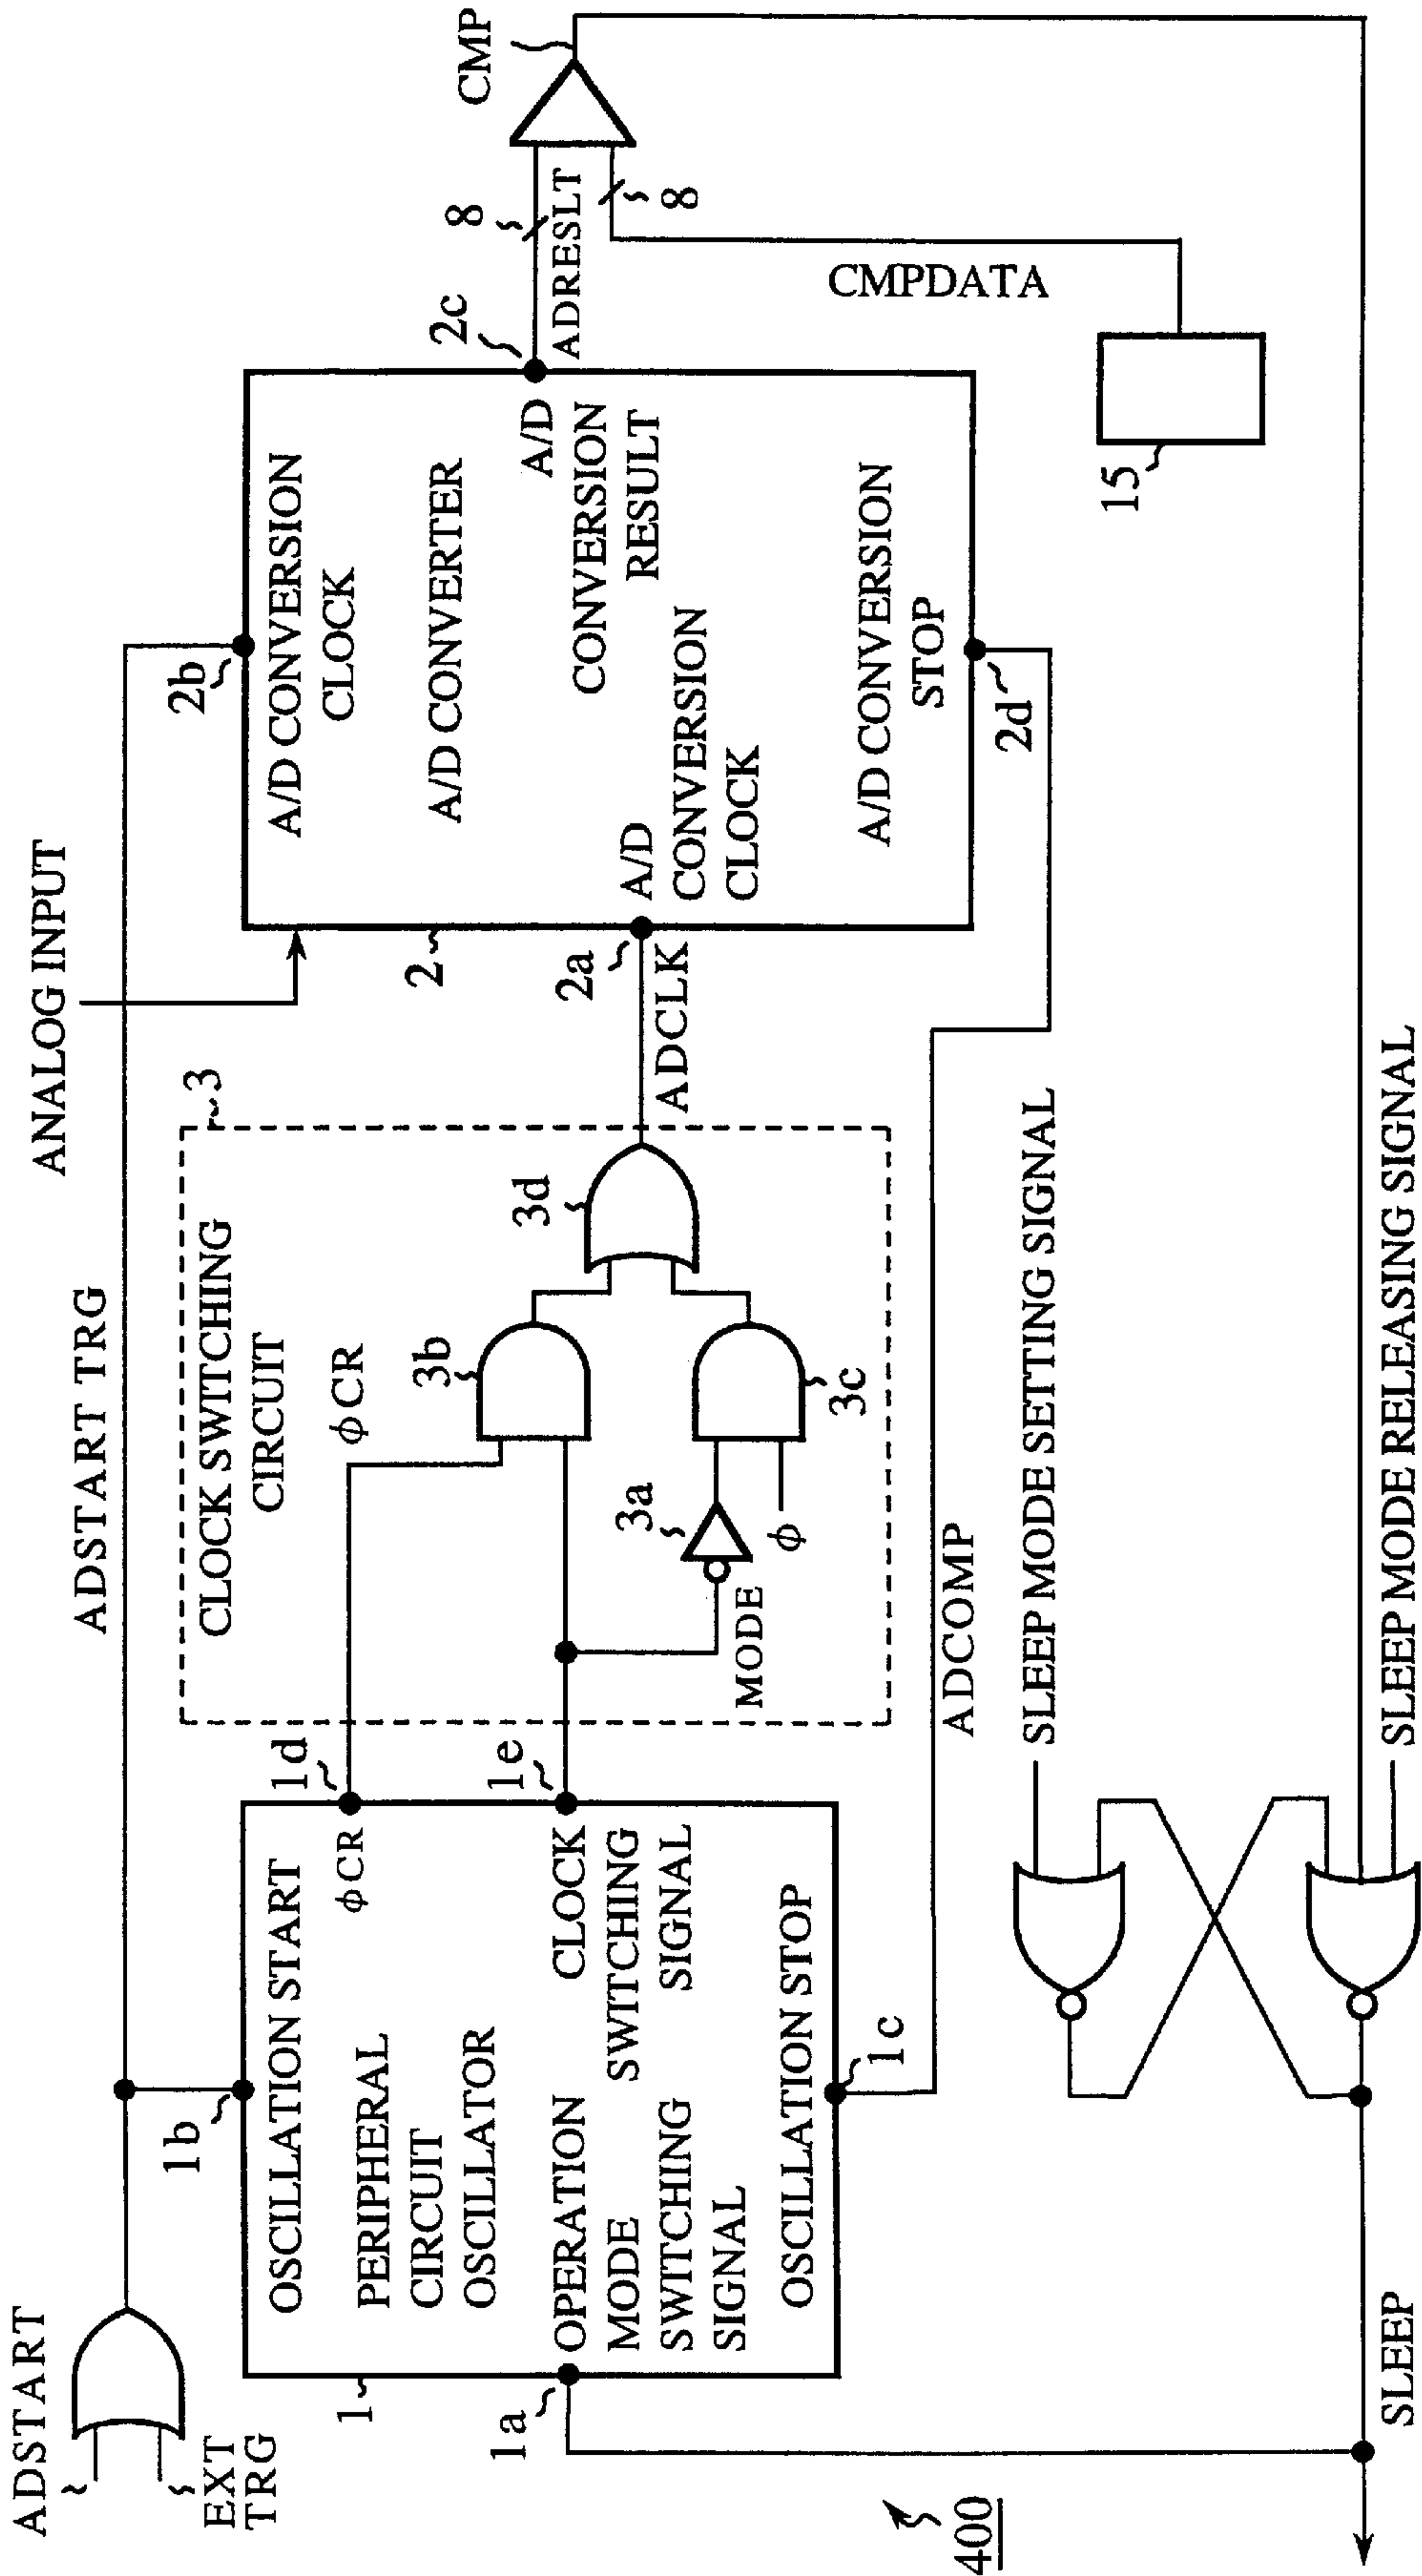 ADSTART
EXT
TRG
ADSTART TRG
ANALOG INPUT
1b
OSCILLATION START
PERIPHERAL
CIRCUIT
OSCILLATOR
φCR
1d
OPERATION
MODE
SWITCHING
SIGNAL
CLOCK
SWITCHING
SIGNAL
1e
OSCILLATION STOP
1
1a
1c
CLOCK SWITCHING
CIRCUIT
3
φCR
3b
3d
3a
MODE
φ
3c
ADCLK
2b
A/D CONVERSION
CLOCK
A/D CONVERTER
2
2a
A/D
CONVERSION
CLOCK
A/D
CONVERSION
RESULT
2c
A/D CONVERSION
STOP
2d
8
ADRESLT
8
CMP
CMPDATA
15
ADCOMP
SLEEP MODE SETTING SIGNAL
SLEEP MODE RELEASING SIGNAL
SLEEP
400